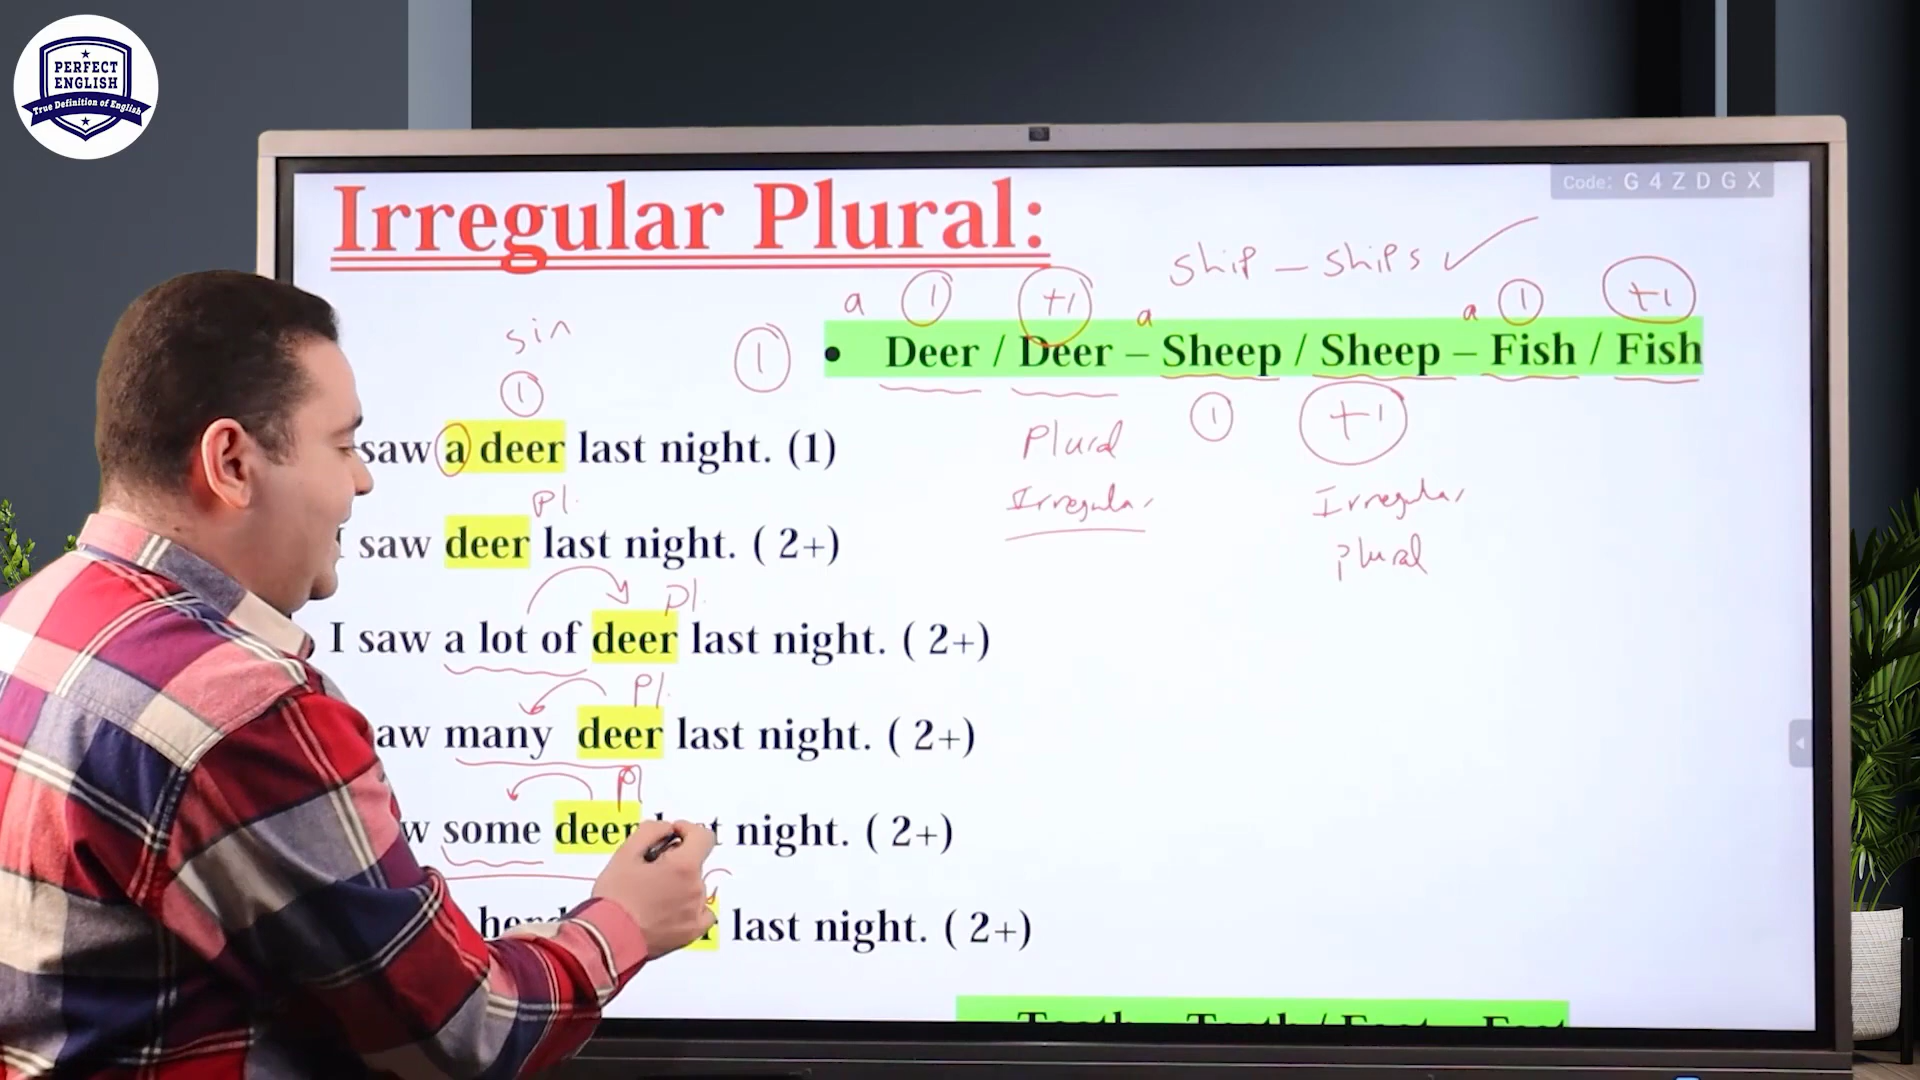 PERFECT
ENGLISH
True Definition of English
Code: G4ZDGX
Irregular Plural:
ship – ships ✓
a 1 +1 a a 1 +1
sin
1
1
• Deer / Deer – Sheep / Sheep – Fish / Fish
1 +1
saw a deer last night. (1)
Plural
pl.
Irregular
Irregular
plural
I saw deer last night. ( 2+)
pl.
I saw a lot of deer last night. ( 2+)
pl.
aw many deer last night. ( 2+)
pl
w some deer night. ( 2+)
last night. ( 2+)